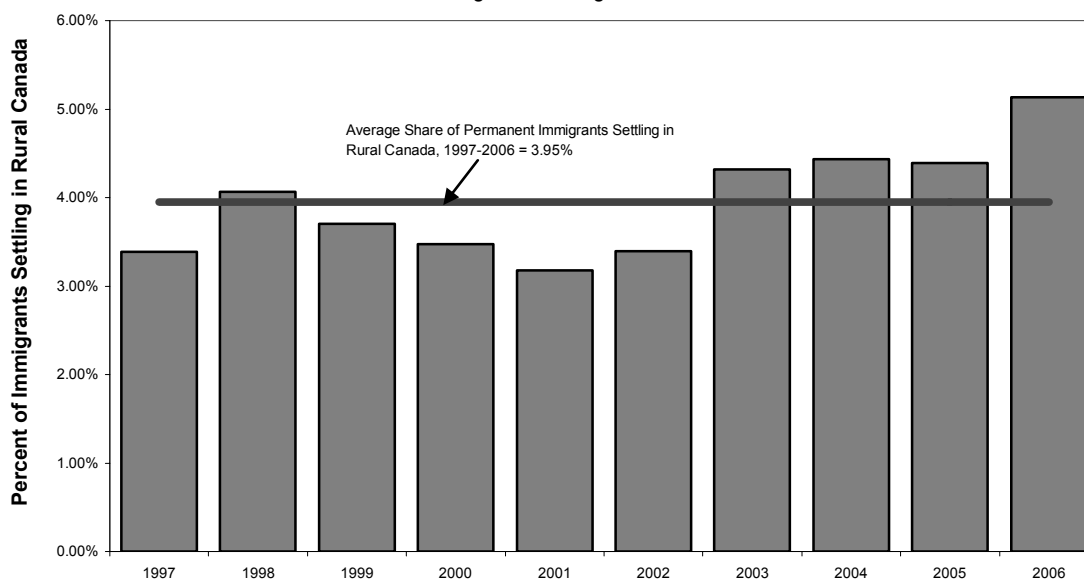 6.00%
5.00%
4.00%
3.00%
2.00%
1.00%
0.00%
Percent of Immigrants Settling in Rural Canada
Average Share of Permanent Immigrants Settling in
Rural Canada, 1997-2006 = 3.95%
1997 1998 1999 2000 2001 2002 2003 2004 2005 2006